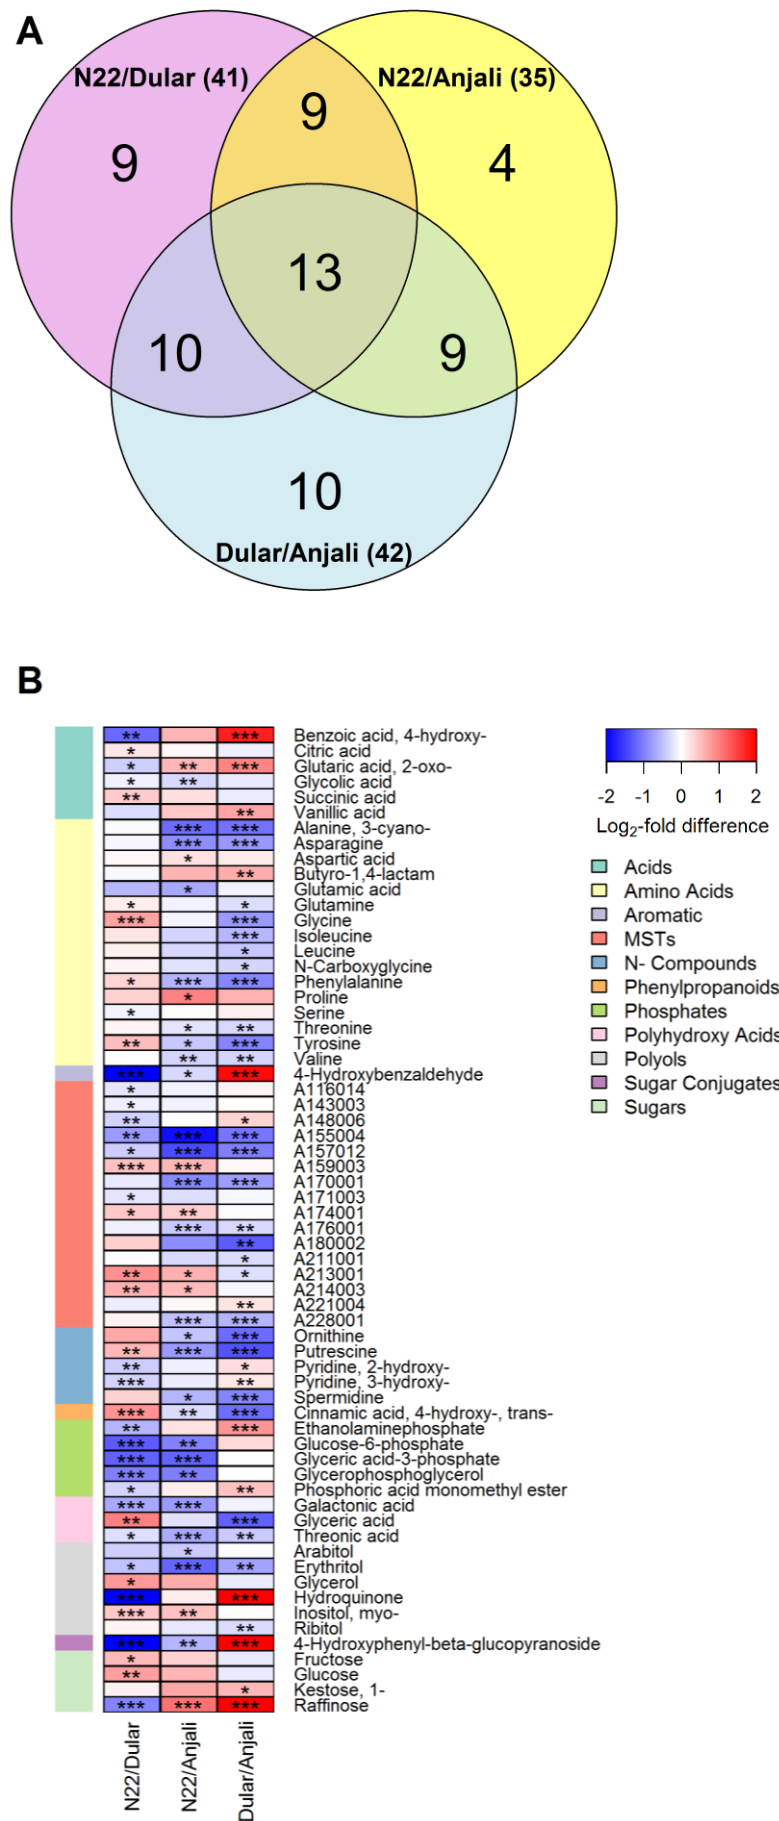 A
N22/Dular (41)
N22/Anjali (35)
9
9
4
13
10
9
10
Dular/Anjali (42)
B
** *** Benzoic acid, 4-hydroxy-
* Citric acid
* ** *** Glutaric acid, 2-oxo-
* ** Glycolic acid
** Succinic acid
** Vanillic acid
*** *** Alanine, 3-cyano-
*** *** Asparagine
* Aspartic acid
** Butyro-1,4-lactam
* Glutamic acid
* * Glutamine
*** *** Glycine
*** Isoleucine
* Leucine
* N-Carboxyglycine
* *** *** Phenylalanine
* Proline
* Serine
* ** Threonine
** * *** Tyrosine
** ** Valine
*** * *** 4-Hydroxybenzaldehyde
* A116014
* A143003
** * A148006
** *** *** A155004
* *** *** A157012
*** *** A159003
*** *** A170001
* A171003
* ** A174001
*** ** A176001
** A180002
* A211001
** * * A213001
** * A214003
** A221004
*** *** A228001
* *** Ornithine
** *** *** Putrescine
** * Pyridine, 2-hydroxy-
*** ** Pyridine, 3-hydroxy-
* *** Spermidine
*** ** *** Cinnamic acid, 4-hydroxy-, trans-
** *** Ethanolaminephosphate
*** ** Glucose-6-phosphate
*** *** Glyceric acid-3-phosphate
*** ** Glycerophosphoglycerol
* ** Phosphoric acid monomethyl ester
*** *** Galactonic acid
** *** Glyceric acid
* *** ** Threonic acid
* Arabitol
* *** ** Erythritol
* Glycerol
*** *** Hydroquinone
*** ** Inositol, myo-
** Ribitol
*** ** *** 4-Hydroxyphenyl-beta-glucopyranoside
* Fructose
** Glucose
* Kestose, 1-
*** *** *** Raffinose
N22/Dular
N22/Anjali
Dular/Anjali
-2 -1 0 1 2
Log2-fold difference
Acids
Amino Acids
Aromatic
MSTs
N- Compounds
Phenylpropanoids
Phosphates
Polyhydroxy Acids
Polyols
Sugar Conjugates
Sugars